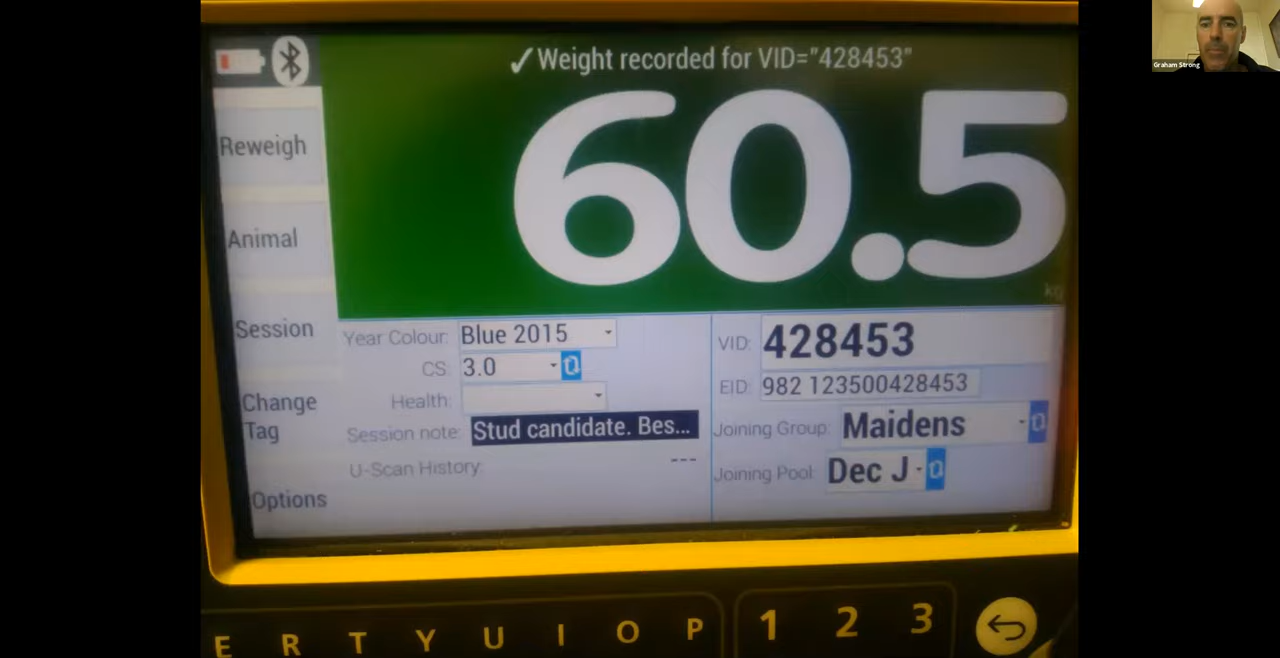 ✓Weight recorded for VID="428453"
60.5
kg
Reweigh
Animal
Session
Change
Tag
Options
Year Colour: Blue 2015
CS: 3.0
Health:
Session note: Stud candidate. Bes...
U-Scan History: ---
VID: 428453
EID: 982 123500428453
Joining Group: Maidens
Joining Pool: Dec J
E R T Y U I O P 1 2 3
Graham Strong